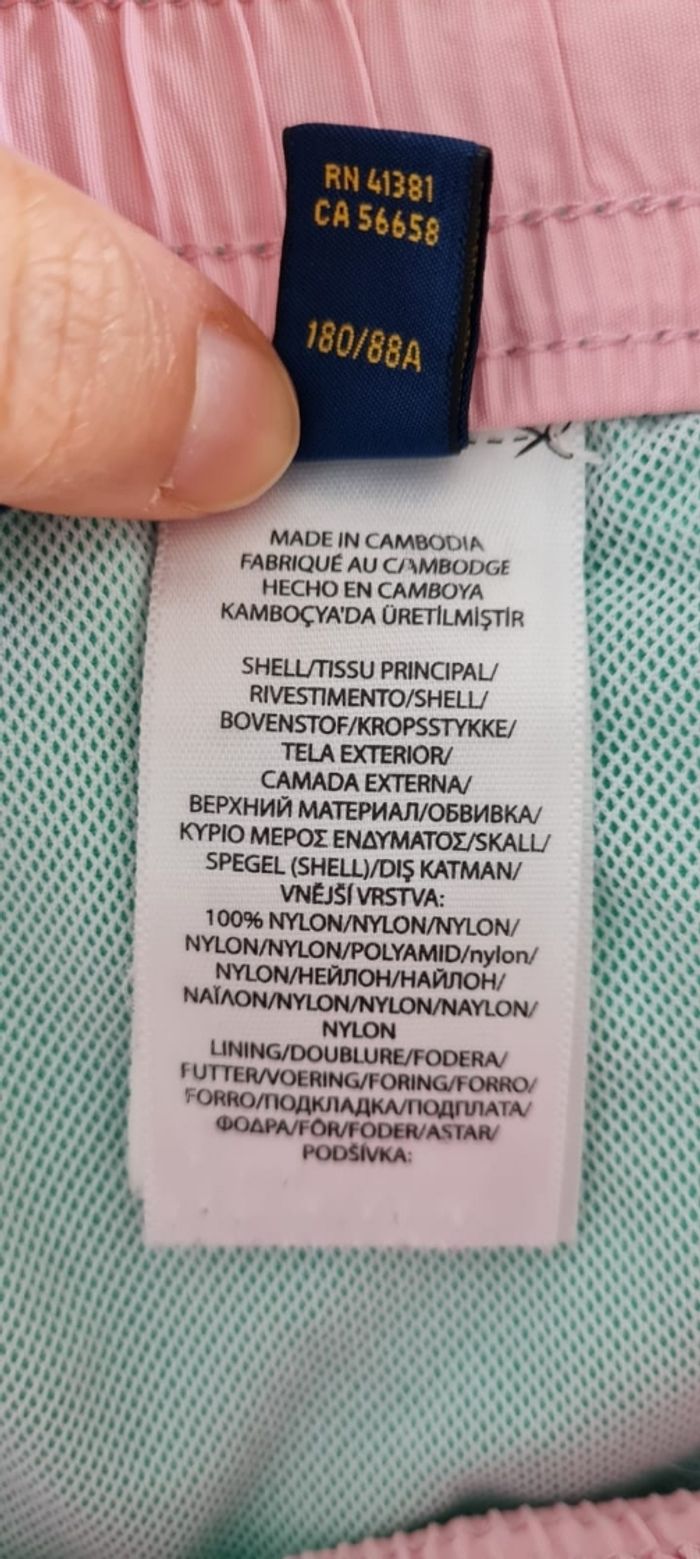 RN 41381
CA 56658
180/88A
MADE IN CAMBODIA
FABRIQUÉ AU CAMBODGE
HECHO EN CAMBOYA
KAMBOÇYA'DA ÜRETİLMİŞTİR
SHELL/TISSU PRINCIPAL/
RIVESTIMENTO/SHELL/
BOVENSTOF/KROPSSTYKKE/
TELA EXTERIOR/
CAMADA EXTERNA/
ВЕРХНИЙ МАТЕРИАЛ/ОБВИВКА/
ΚΥΡΙΟ ΜΕΡΟΣ ΕΝΔΥΜΑΤΟΣ/SKALL/
SPEGEL (SHELL)/DIŞ KATMAN/
VNĚJŠÍ VRSTVA:
100% NYLON/NYLON/NYLON/
NYLON/NYLON/POLYAMID/nylon/
NYLON/НЕЙЛОН/НАЙЛОН/
ΝΑΪΛΟΝ/NYLON/NYLON/NAYLON/
NYLON
LINING/DOUBLURE/FODERA/
FUTTER/VOERING/FORING/FORRO/
FORRO/ПОДКЛАДКА/ПОДПЛАТА/
ΦΟΔΡΑ/FÔR/FODER/ASTAR/
PODŠÍVKA: